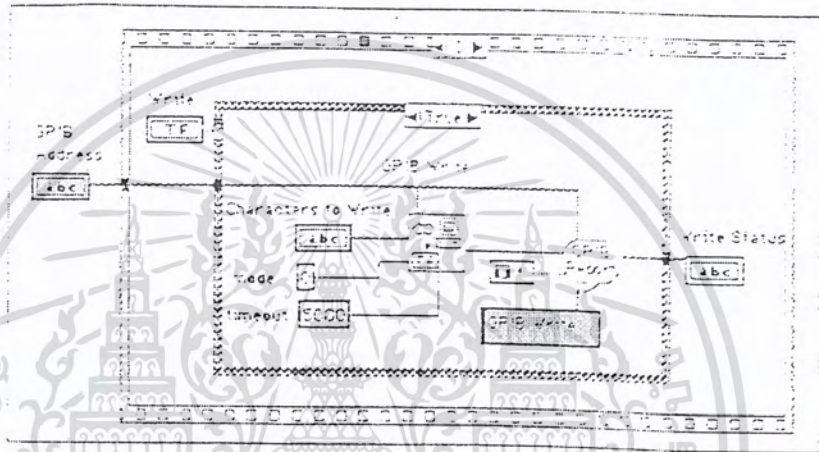 Write
TF
True
GPIB
Address
abc
GPIB Write
Characters to Write
abc
mode
timeout 5000
GPIB Write
Write Status
abc